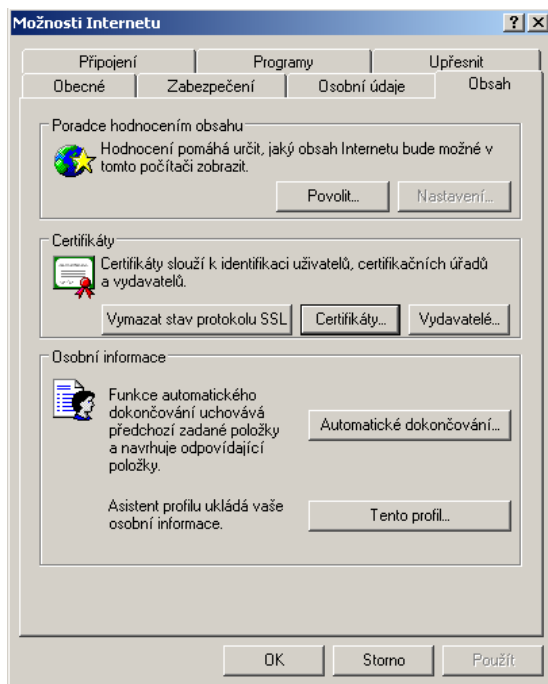 Možnosti Internetu
Připojení
Programy
Upřesnit
Obecné
Zabezpečení
Osobní údaje
Obsah
Poradce hodnocením obsahu
Hodnocení pomáhá určit, jaký obsah Internetu bude možné v
tomto počítači zobrazit.
Povolit...
Nastavení...
Certifikáty
Certifikáty slouží k identifikaci uživatelů, certifikačních úřadů
a vydavatelů.
Vymazat stav protokolu SSL
Certifikáty...
Vydavatelé...
Osobní informace
Funkce automatického
dokončování uchovává
předchozí zadané položky
a navrhuje odpovídající
položky.
Automatické dokončování...
Asistent profilu ukládá vaše
osobní informace.
Tento profil...
OK
Storno
Použít